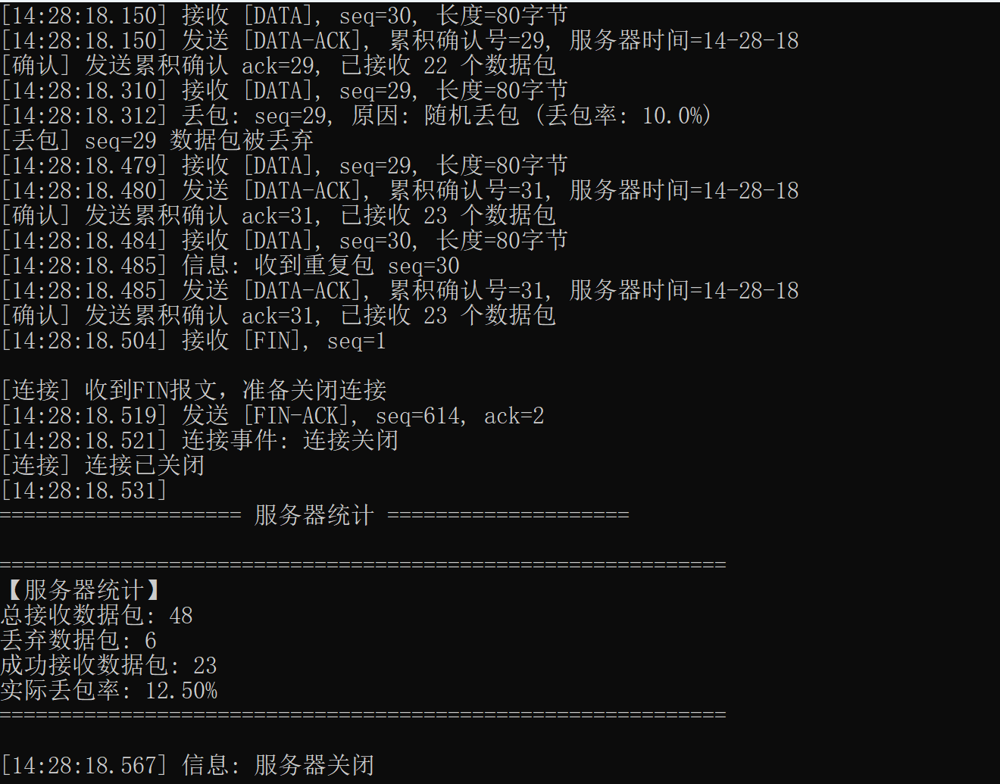 [14:28:18.150] 接收 [DATA], seq=30, 长度=80字节
[14:28:18.150] 发送 [DATA-ACK], 累积确认号=29, 服务器时间=14-28-18
[确认] 发送累积确认 ack=29, 已接收 22 个数据包
[14:28:18.310] 接收 [DATA], seq=29, 长度=80字节
[14:28:18.312] 丢包: seq=29, 原因: 随机丢包 (丢包率: 10.0%)
[丢包] seq=29 数据包被丢弃
[14:28:18.479] 接收 [DATA], seq=29, 长度=80字节
[14:28:18.480] 发送 [DATA-ACK], 累积确认号=31, 服务器时间=14-28-18
[确认] 发送累积确认 ack=31, 已接收 23 个数据包
[14:28:18.484] 接收 [DATA], seq=30, 长度=80字节
[14:28:18.485] 信息: 收到重复包 seq=30
[14:28:18.485] 发送 [DATA-ACK], 累积确认号=31, 服务器时间=14-28-18
[确认] 发送累积确认 ack=31, 已接收 23 个数据包
[14:28:18.504] 接收 [FIN], seq=1
[连接] 收到FIN报文，准备关闭连接
[14:28:18.519] 发送 [FIN-ACK], seq=614, ack=2
[14:28:18.521] 连接事件: 连接关闭
[连接] 连接已关闭
[14:28:18.531]
==================== 服务器统计 ====================
============================================================
【服务器统计】
总接收数据包: 48
丢弃数据包: 6
成功接收数据包: 23
实际丢包率: 12.50%
============================================================
[14:28:18.567] 信息: 服务器关闭